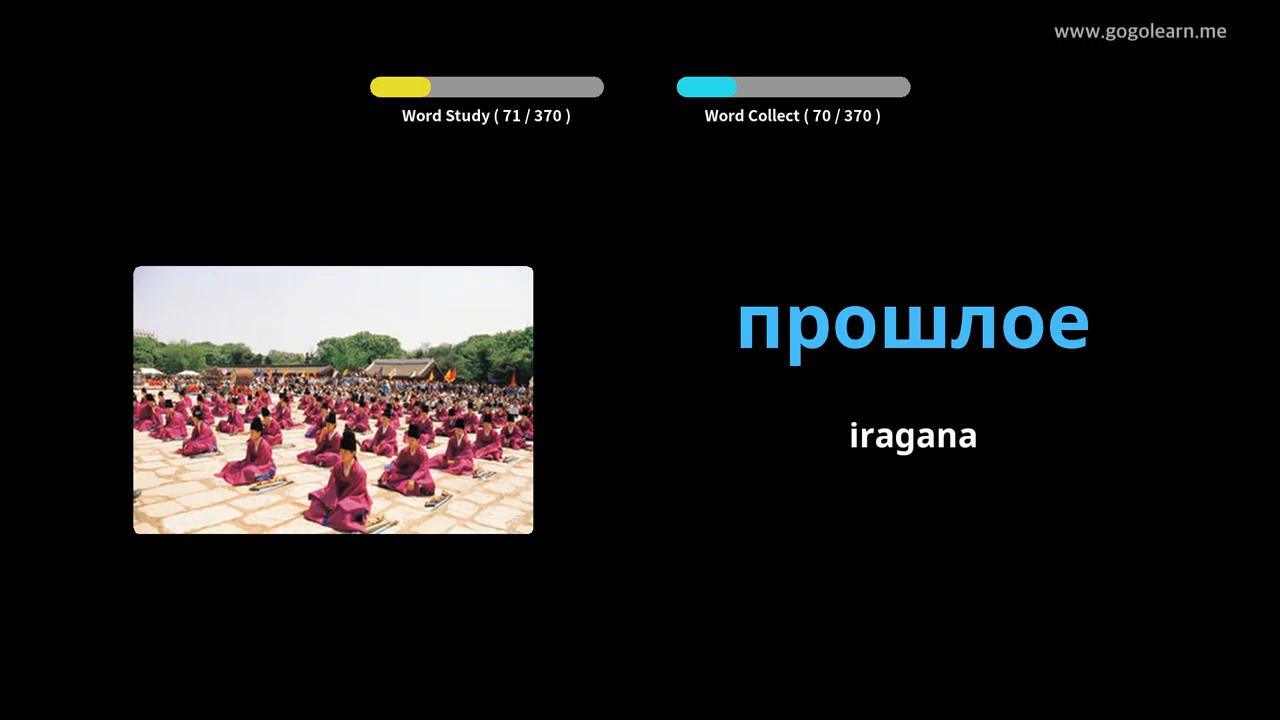 www.gogolearn.me
Word Study ( 71 / 370 )
Word Collect ( 70 / 370 )
прошлое
iragana